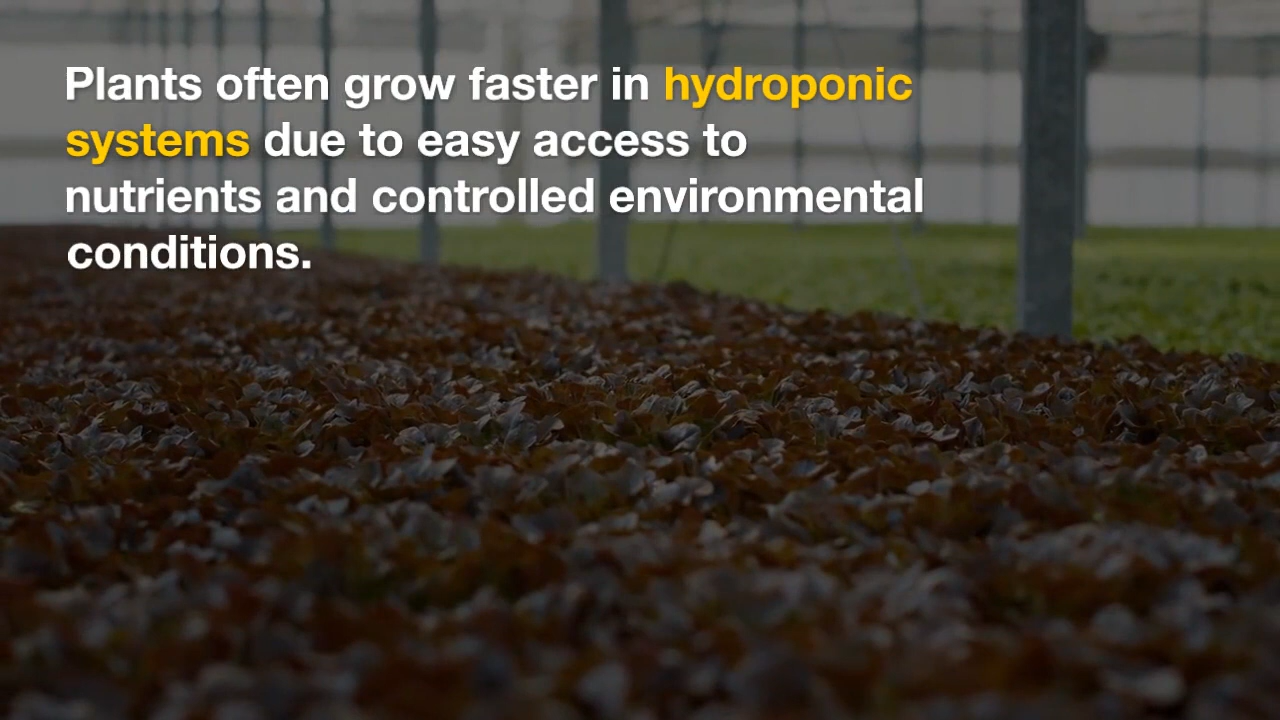 Plants often grow faster in hydroponic
systems due to easy access to
nutrients and controlled environmental
conditions.